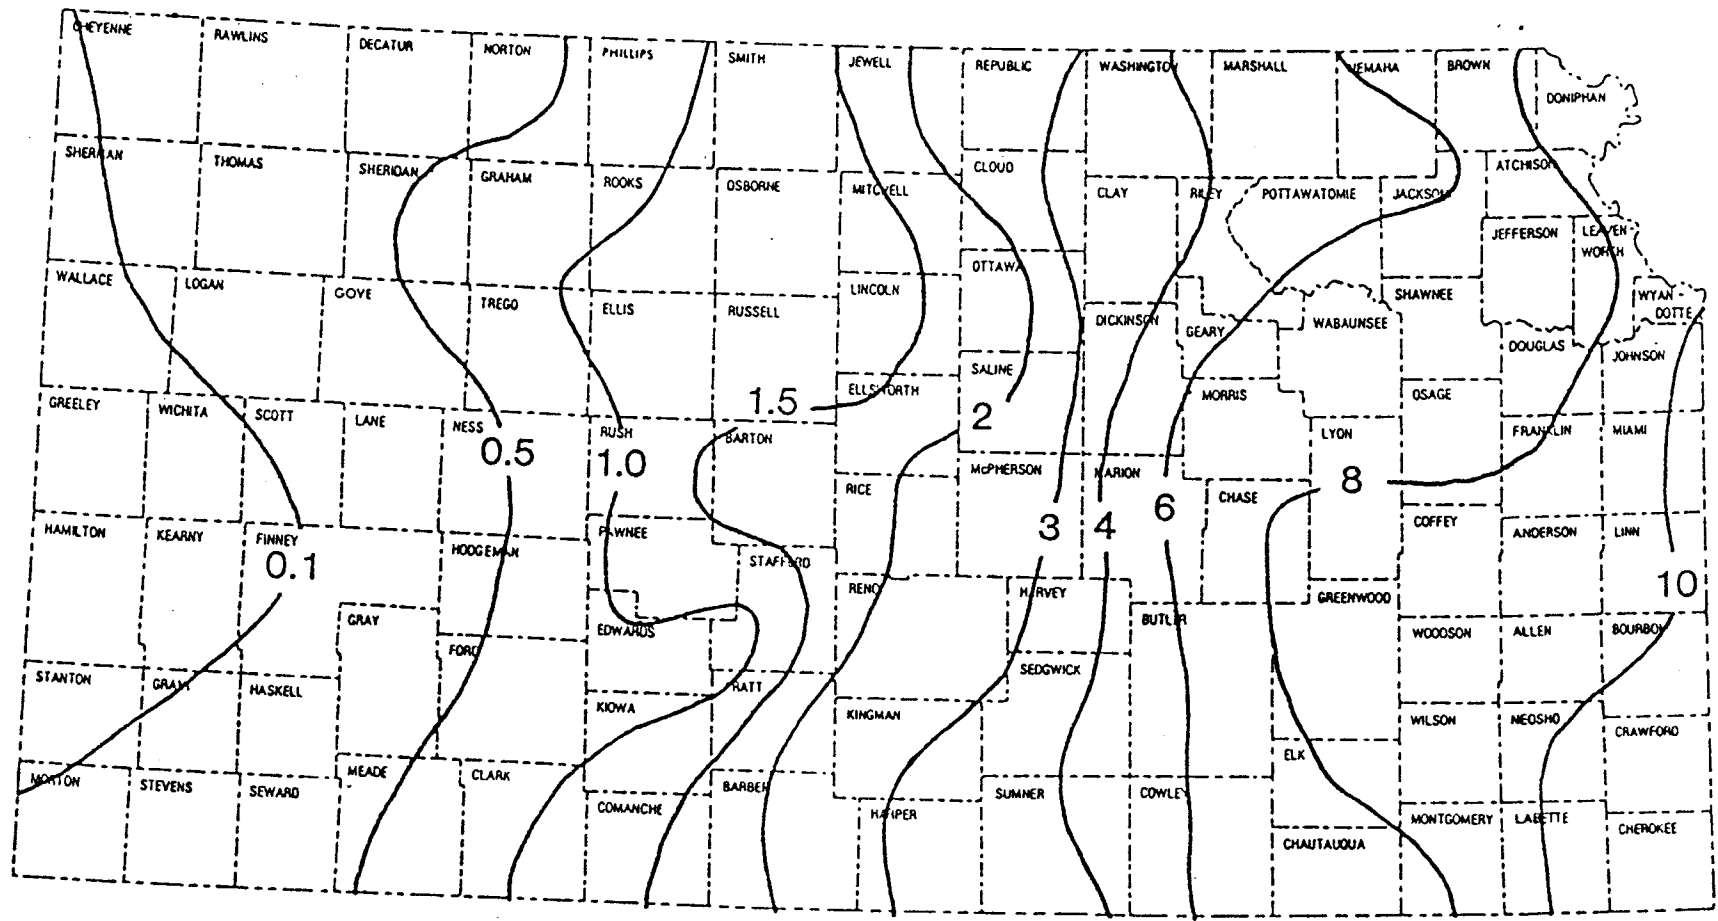 CHEYENNE
RAWLINS
DECATUR
NORTON
PHILLIPS
SMITH
JEWELL
REPUBLIC
WASHINGTON
MARSHALL
NEMAHA
BROWN
DONIPHAN
SHERMAN
THOMAS
SHERIDAN
GRAHAM
ROOKS
OSBORNE
MITCHELL
CLOUD
CLAY
RILEY
POTTAWATOMIE
JACKSON
ATCHISON
JEFFERSON
LEAVEN
WORTH
WALLACE
LOGAN
GOVE
TREGO
ELLIS
RUSSELL
LINCOLN
OTTAWA
DICKINSON
GEARY
WABAUNSEE
SHAWNEE
WYAN-
DOTTE
DOUGLAS
JOHNSON
GREELEY
WICHITA
SCOTT
LANE
NESS
RUSH
BARTON
ELLSWORTH
SALINE
MORRIS
LYON
OSAGE
FRANKLIN
MIAMI
0.5
1.0
1.5
2
3
4
6
8
HAMILTON
KEARNY
FINNEY
0.1
HODGEMAN
PAWNEE
STAFFORD
RICE
McPHERSON
MARION
CHASE
COFFEY
ANDERSON
LINN
10
GRAY
FORD
EDWARDS
RENO
HARVEY
BUTLER
GREENWOOD
WOODSON
ALLEN
BOURBON
STANTON
GRANT
HASKELL
KIOWA
PRATT
KINGMAN
SEDGWICK
ELK
WILSON
NEOSHO
CRAWFORD
MORTON
STEVENS
SEWARD
MEADE
CLARK
COMANCHE
BARBER
HARPER
SUMNER
COWLEY
CHAUTAUQUA
MONTGOMERY
LABETTE
CHEROKEE